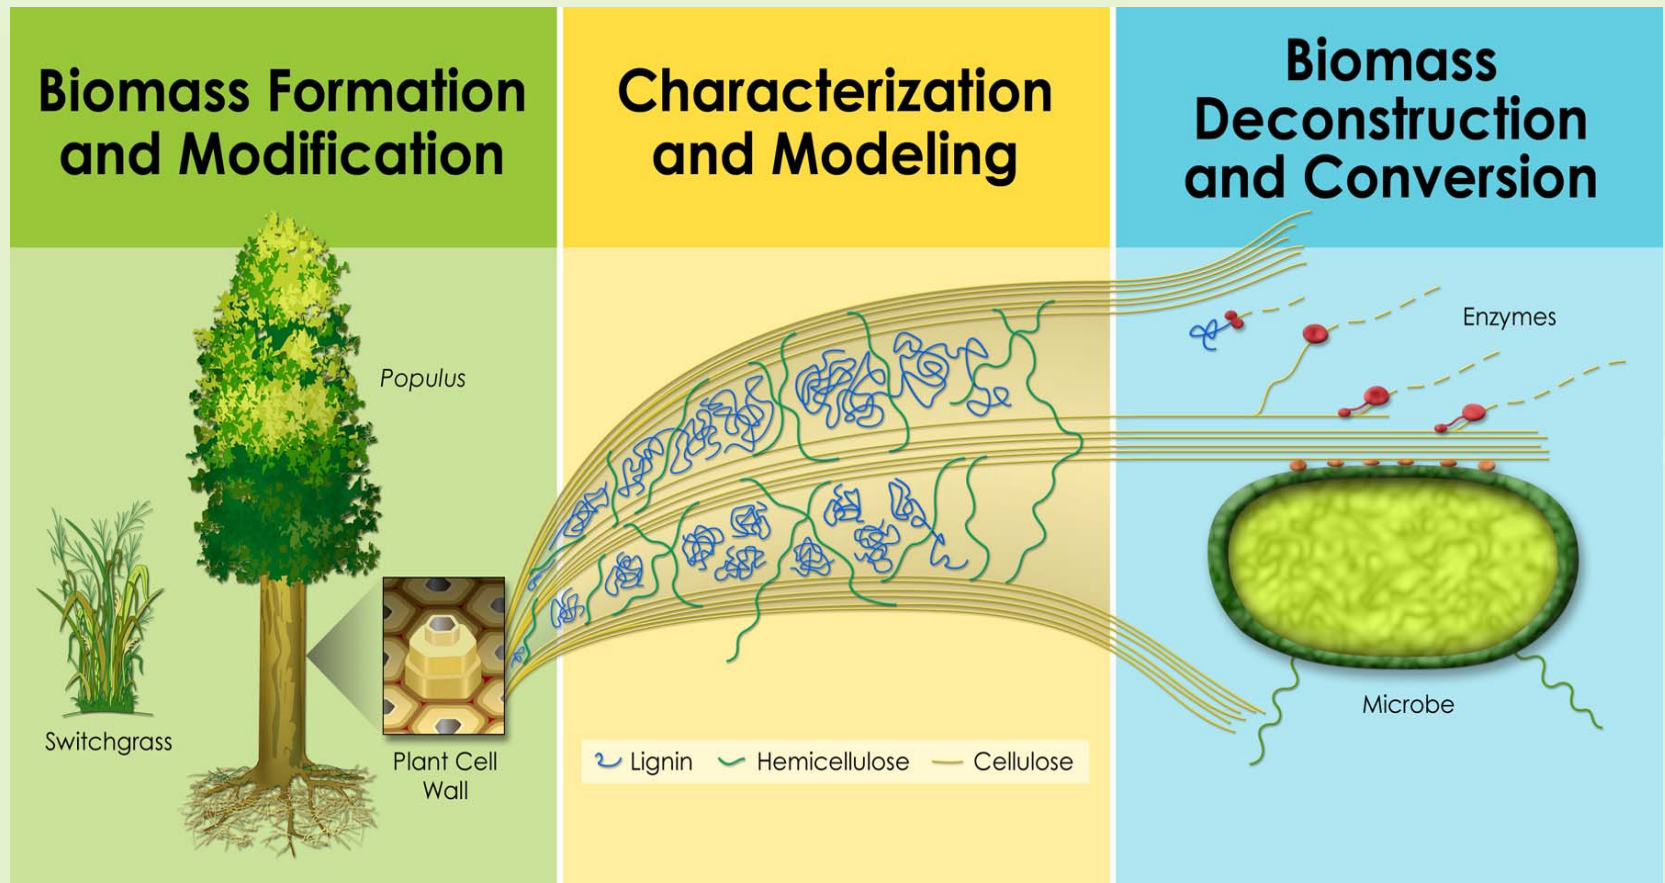 Biomass Formation
and Modification
Populus
Switchgrass
Plant Cell
Wall
Characterization
and Modeling
Lignin
Hemicellulose
Cellulose
Biomass
Deconstruction
and Conversion
Enzymes
Microbe